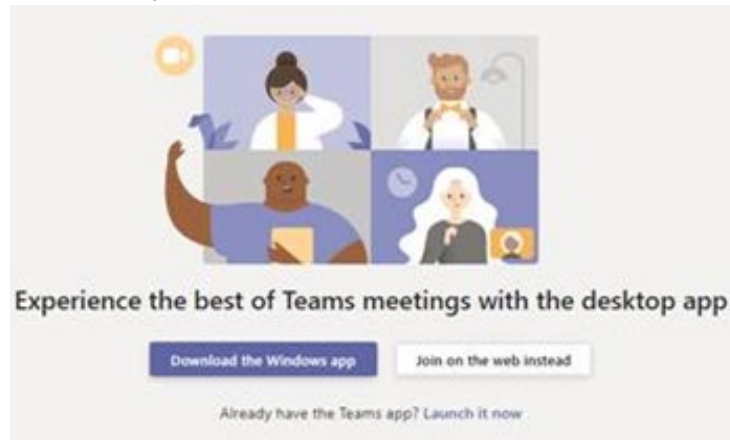 Experience the best of Teams meetings with the desktop app
Download the Windows app
Join on the web instead
Already have the Teams app? Launch it now